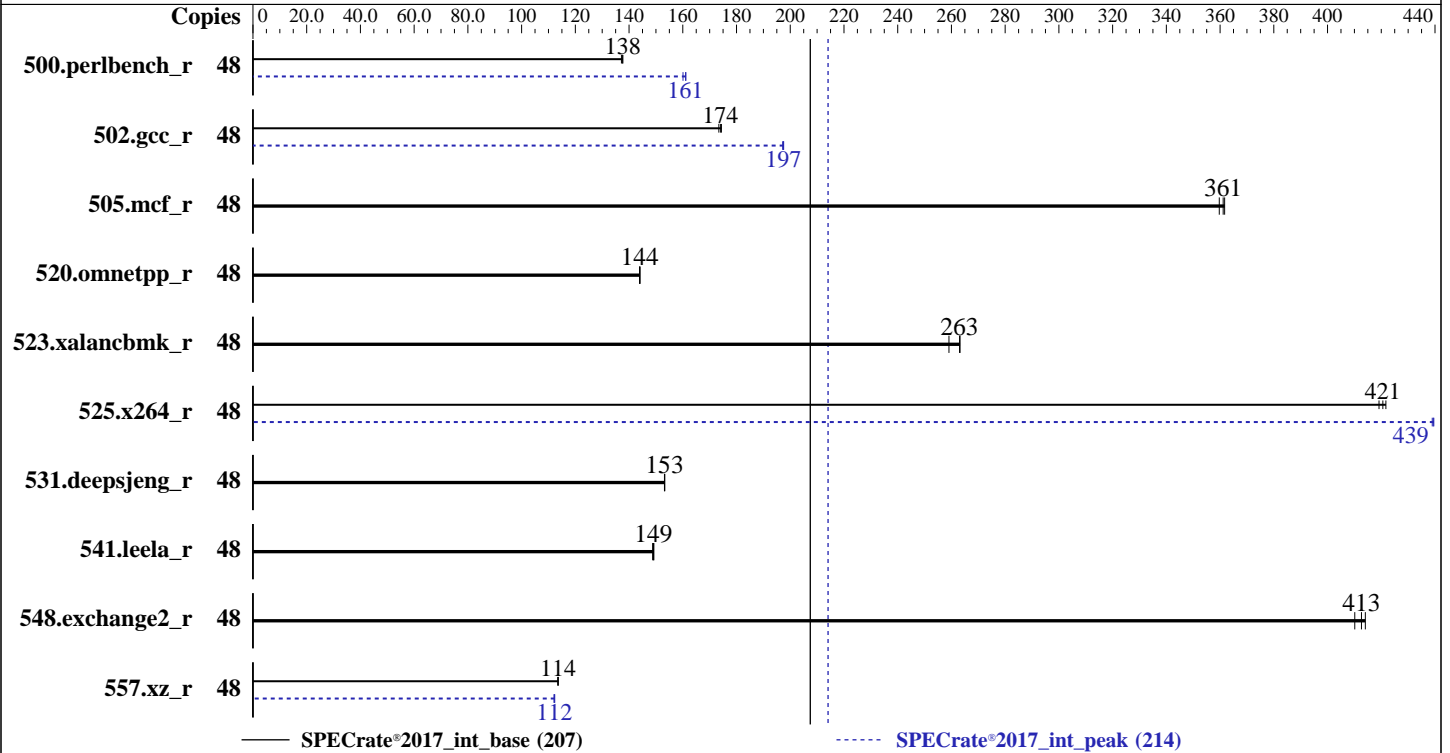 Copies 0 20.0 40.0 60.0 80.0 100 120 140 160 180 200 220 240 260 280 300 320 340 360 380 400 440
138
500.perlbench_r 48
161
174
502.gcc_r 48
197
361
505.mcf_r 48
144
520.omnetpp_r 48
263
523.xalancbmk_r 48
421
525.x264_r 48
439
153
531.deepsjeng_r 48
149
541.leela_r 48
413
548.exchange2_r 48
114
557.xz_r 48
112
SPECrate®2017_int_base (207) SPECrate®2017_int_peak (214)